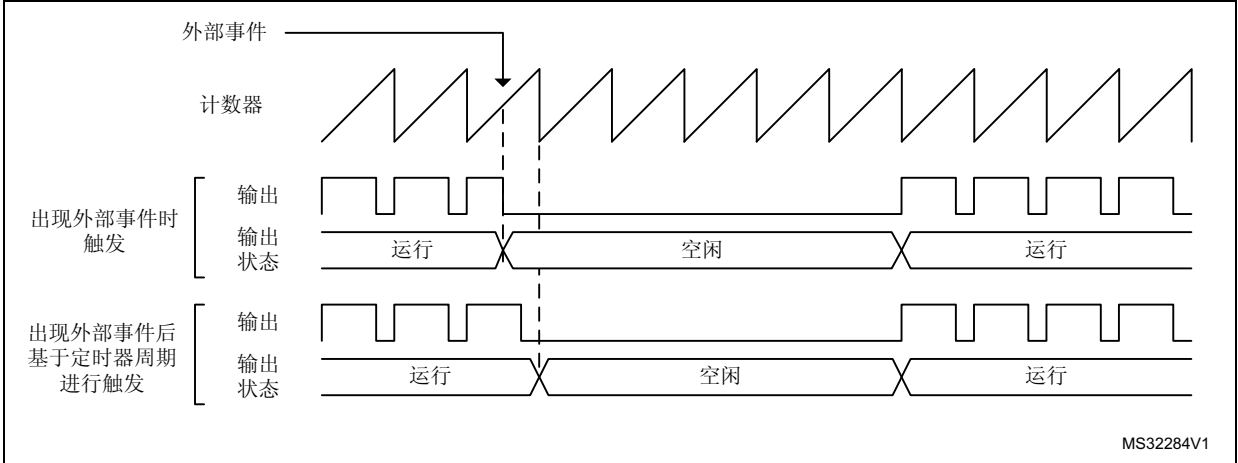 外部事件
计数器
出现外部事件时
触发
输出
输出
状态
运行
空闲
运行
出现外部事件后
基于定时器周期
进行触发
输出
输出
状态
运行
空闲
运行
MS32284V1